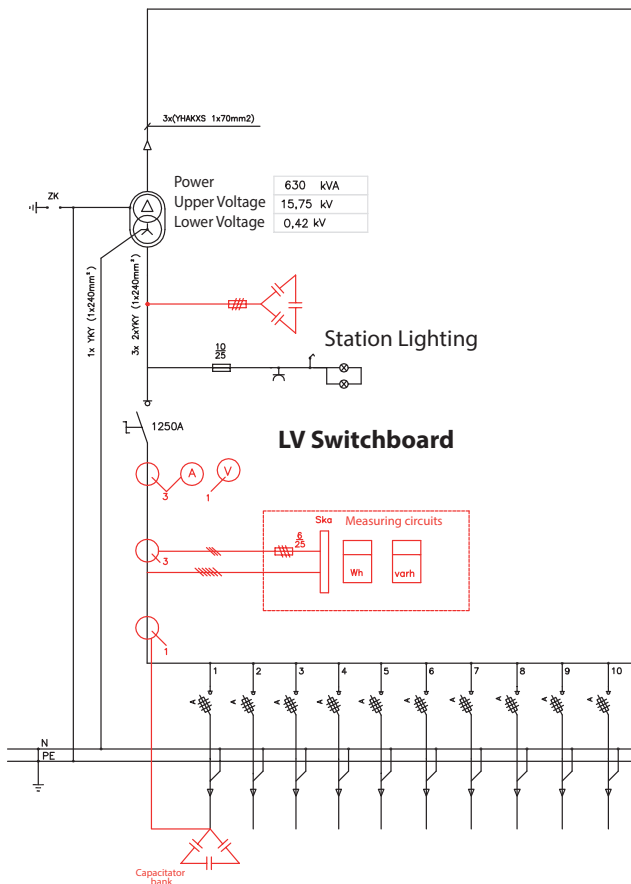 3x(YHAKXS 1x70mm2)
ZK
Power 630 kVA
Upper Voltage 15,75 kV
Lower Voltage 0,42 kV
1x YKY (1x240mm²)
3x 2xYKY (1x240mm²)
Station Lighting
10
25
1250A
LV Switchboard
A V
3 1
Ska Measuring circuits
6
25
3
Wh varh
1
1 2 3 4 5 6 7 8 9 10
A A A A A A A A A A
N
PE
Capacitator
bank